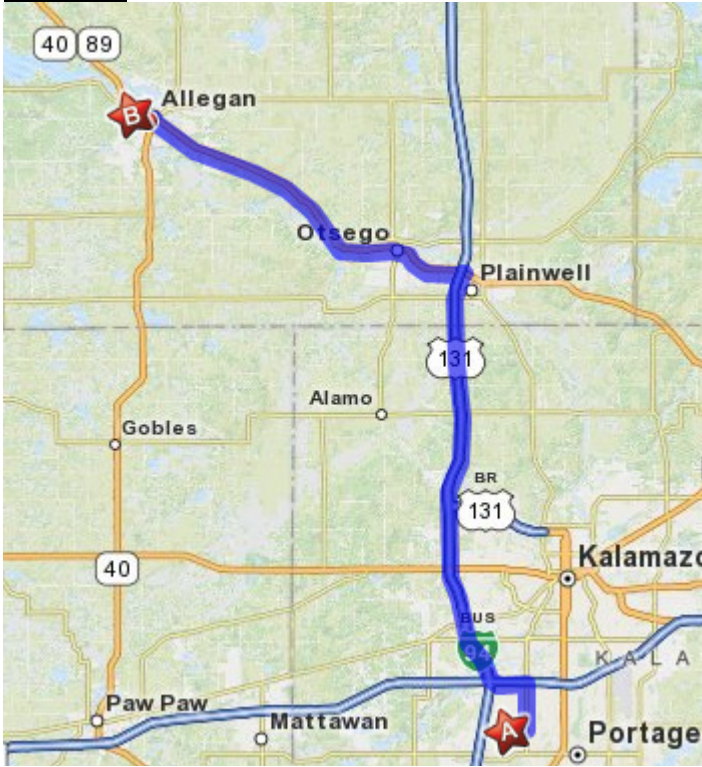 40 89
B
Allegan
Otsego
Plainwell
131
Alamo
Gobles
BR
131
40
Kalamazo
BUS
94
K A L A
Paw Paw
Mattawan
A
Portage